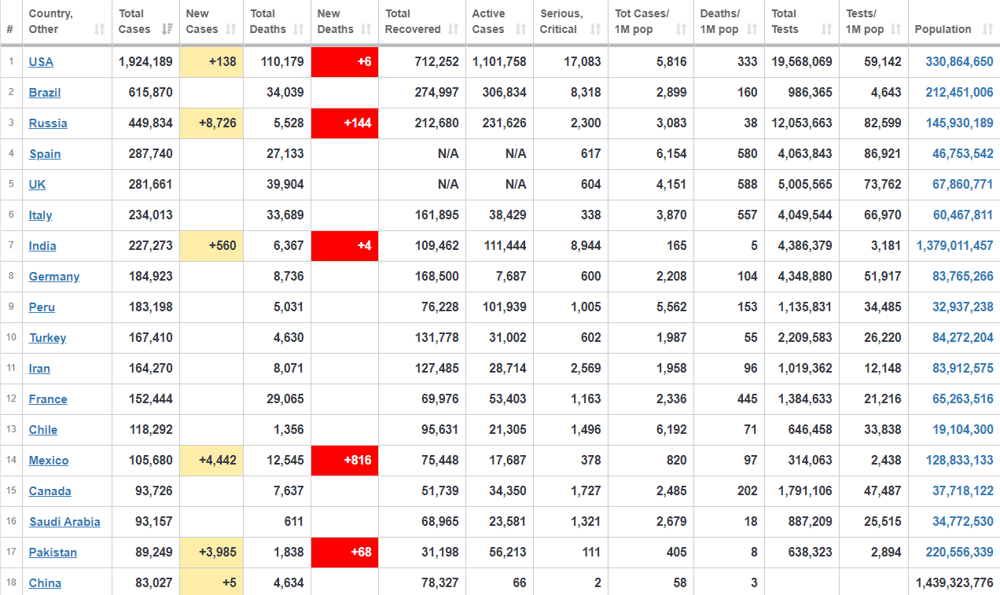 # Country, Other Total Cases New Cases Total Deaths New Deaths Total Recovered Active Cases Serious, Critical Tot Cases/ 1M pop Deaths/ 1M pop Total Tests Tests/ 1M pop Population
1 USA 1,924,189 +138 110,179 +6 712,252 1,101,758 17,083 5,816 333 19,568,069 59,142 330,864,650
2 Brazil 615,870 34,039 274,997 306,834 8,318 2,899 160 986,365 4,643 212,451,006
3 Russia 449,834 +8,726 5,528 +144 212,680 231,626 2,300 3,083 38 12,053,663 82,599 145,930,189
4 Spain 287,740 27,133 N/A N/A 617 6,154 580 4,063,843 86,921 46,753,542
5 UK 281,661 39,904 N/A N/A 604 4,151 588 5,005,565 73,762 67,860,771
6 Italy 234,013 33,689 161,895 38,429 338 3,870 557 4,049,544 66,970 60,467,811
7 India 227,273 +560 6,367 +4 109,462 111,444 8,944 165 5 4,386,379 3,181 1,379,011,457
8 Germany 184,923 8,736 168,500 7,687 600 2,208 104 4,348,880 51,917 83,765,266
9 Peru 183,198 5,031 76,228 101,939 1,005 5,562 153 1,135,831 34,485 32,937,238
10 Turkey 167,410 4,630 131,778 31,002 602 1,987 55 2,209,583 26,220 84,272,204
11 Iran 164,270 8,071 127,485 28,714 2,569 1,958 96 1,019,362 12,148 83,912,575
12 France 152,444 29,065 69,976 53,403 1,163 2,336 445 1,384,633 21,216 65,263,516
13 Chile 118,292 1,356 95,631 21,305 1,496 6,192 71 646,458 33,838 19,104,300
14 Mexico 105,680 +4,442 12,545 +816 75,448 17,687 378 820 97 314,063 2,438 128,833,133
15 Canada 93,726 7,637 51,739 34,350 1,727 2,485 202 1,791,106 47,487 37,718,122
16 Saudi Arabia 93,157 611 68,965 23,581 1,321 2,679 18 887,209 25,515 34,772,530
17 Pakistan 89,249 +3,985 1,838 +68 31,198 56,213 111 405 8 638,323 2,894 220,556,339
18 China 83,027 +5 4,634 78,327 66 2 58 3 1,439,323,776